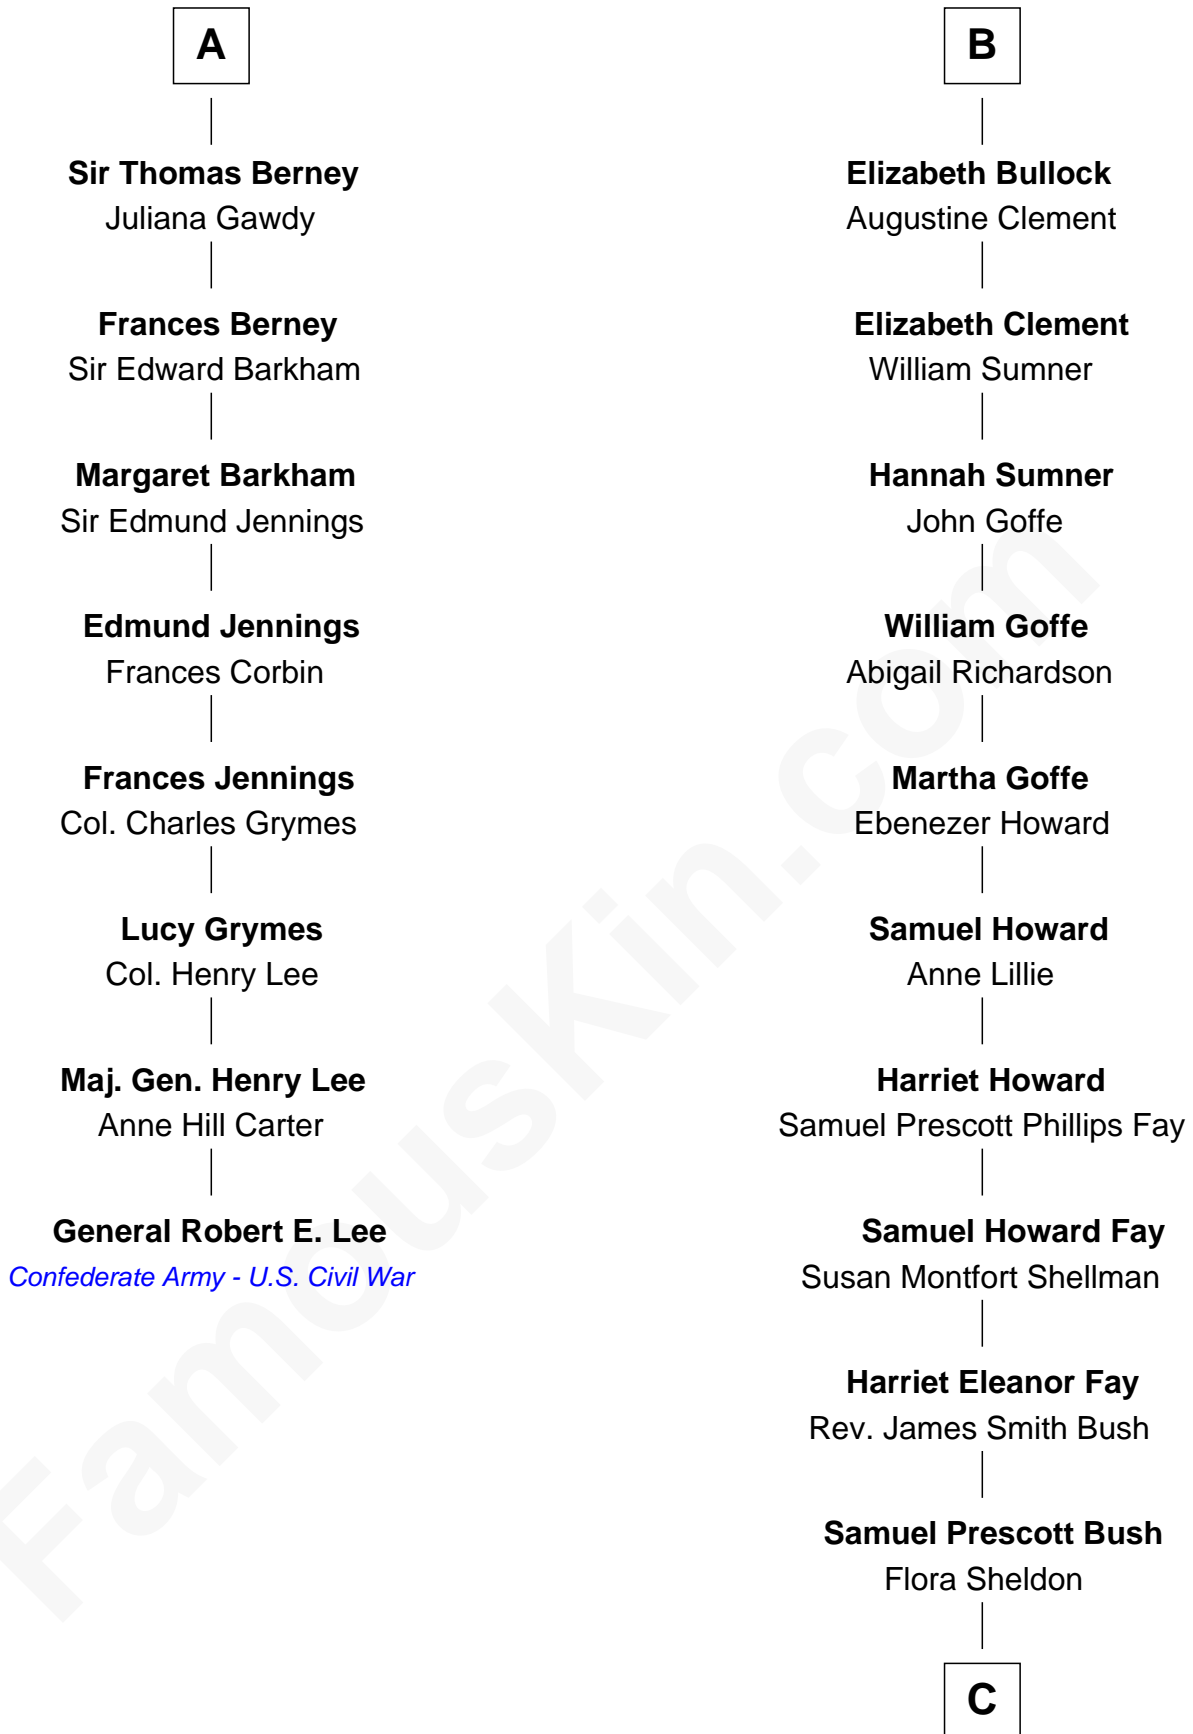 A
Sir Thomas Berney
Juliana Gawdy
Frances Berney
Sir Edward Barkham
Margaret Barkham
Sir Edmund Jennings
Edmund Jennings
Frances Corbin
Frances Jennings
Col. Charles Grymes
Lucy Grymes
Col. Henry Lee
Maj. Gen. Henry Lee
Anne Hill Carter
General Robert E. Lee
Confederate Army - U.S. Civil War
B
Elizabeth Bullock
Augustine Clement
Elizabeth Clement
William Sumner
Hannah Sumner
John Goffe
William Goffe
Abigail Richardson
Martha Goffe
Ebenezer Howard
Samuel Howard
Anne Lillie
Harriet Howard
Samuel Prescott Phillips Fay
Samuel Howard Fay
Susan Montfort Shellman
Harriet Eleanor Fay
Rev. James Smith Bush
Samuel Prescott Bush
Flora Sheldon
C
FamousKin.com